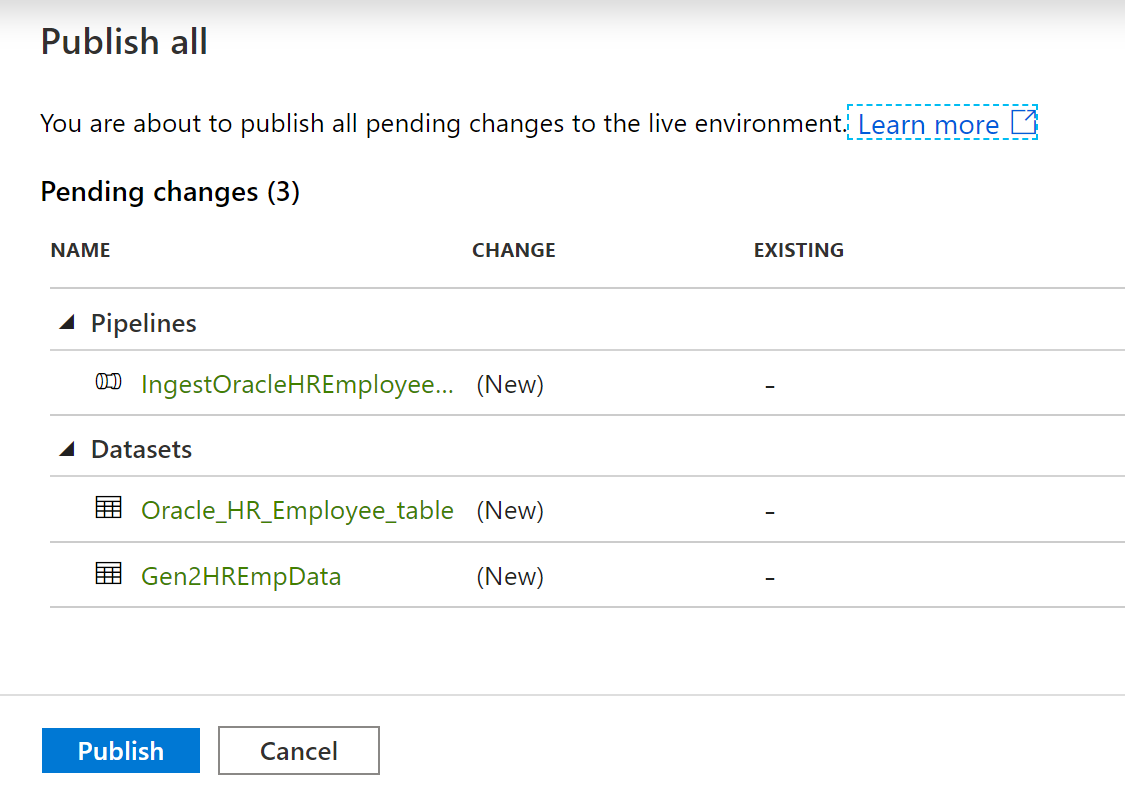 Publish all
You are about to publish all pending changes to the live environment. Learn more
Pending changes (3)
NAME CHANGE EXISTING
Pipelines
IngestOracleHREmployee... (New) -
Datasets
Oracle_HR_Employee_table (New) -
Gen2HREmpData (New) -
Publish Cancel